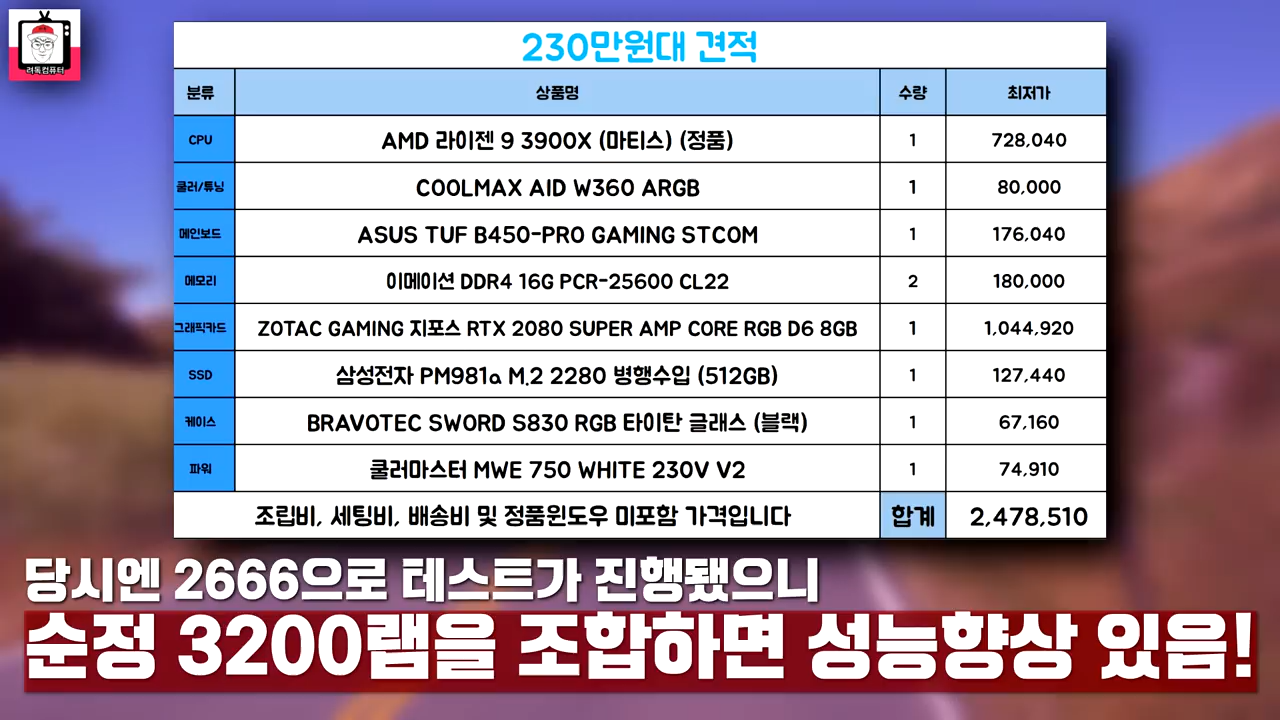 려독컴퓨터
230만원대 견적
분류 상품명 수량 최저가
CPU AMD 라이젠 9 3900X (마티스) (정품) 1 728,040
쿨러/튜닝 COOLMAX AID W360 ARGB 1 80,000
메인보드 ASUS TUF B450-PRO GAMING STCOM 1 176,040
메모리 이메이션 DDR4 16G PCR-25600 CL22 2 180,000
그래픽카드 ZOTAC GAMING 지포스 RTX 2080 SUPER AMP CORE RGB D6 8GB 1 1,044,920
SSD 삼성전자 PM981a M.2 2280 병행수입 (512GB) 1 127,440
케이스 BRAVOTEC SWORD S830 RGB 타이탄 글래스 (블랙) 1 67,160
파워 쿨러마스터 MWE 750 WHITE 230V V2 1 74,910
조립비, 세팅비, 배송비 및 정품윈도우 미포함 가격입니다 합계 2,478,510
당시엔 2666으로 테스트가 진행됐으니
순정 3200램을 조합하면 성능향상 있음!